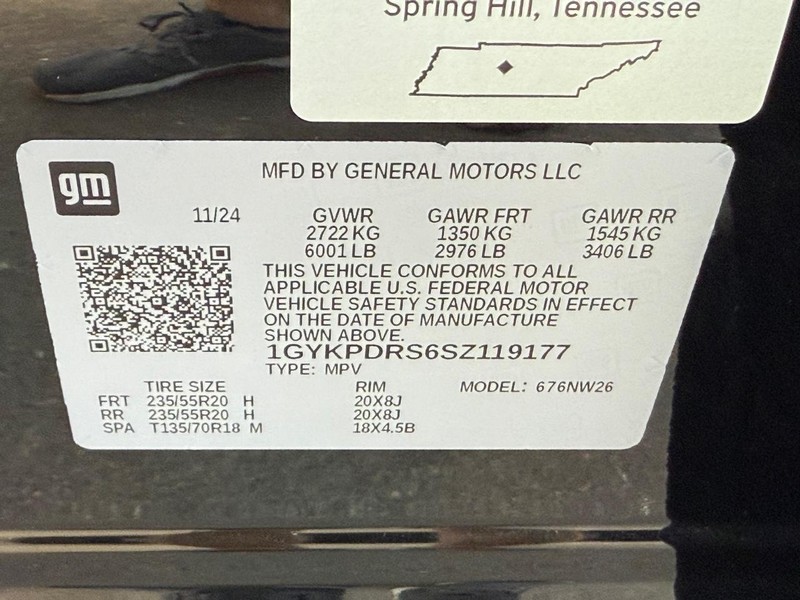 Spring Hill, Tennessee
gm
MFD BY GENERAL MOTORS LLC
11/24 GVWR GAWR FRT GAWR RR
2722 KG 1350 KG 1545 KG
6001 LB 2976 LB 3406 LB
THIS VEHICLE CONFORMS TO ALL
APPLICABLE U.S. FEDERAL MOTOR
VEHICLE SAFETY STANDARDS IN EFFECT
ON THE DATE OF MANUFACTURE
SHOWN ABOVE.
1GYKPDRS6SZ119177
TYPE: MPV
TIRE SIZE RIM MODEL: 676NW26
FRT 235/55R20 H 20X8J
RR 235/55R20 H 20X8J
SPA T135/70R18 M 18X4.5B